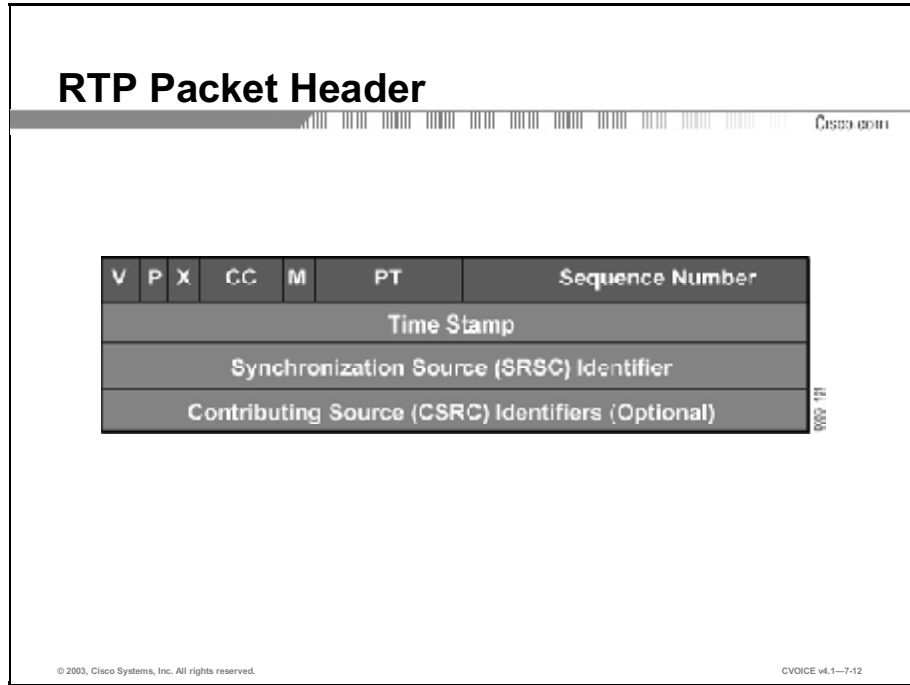 RTP Packet Header
Cisco.com
V P X CC M PT Sequence Number
Time Stamp
Synchronization Source (SRSC) Identifier
Contributing Source (CSRC) Identifiers (Optional)
© 2003, Cisco Systems, Inc. All rights reserved.
CVOICE v4.1—7-12